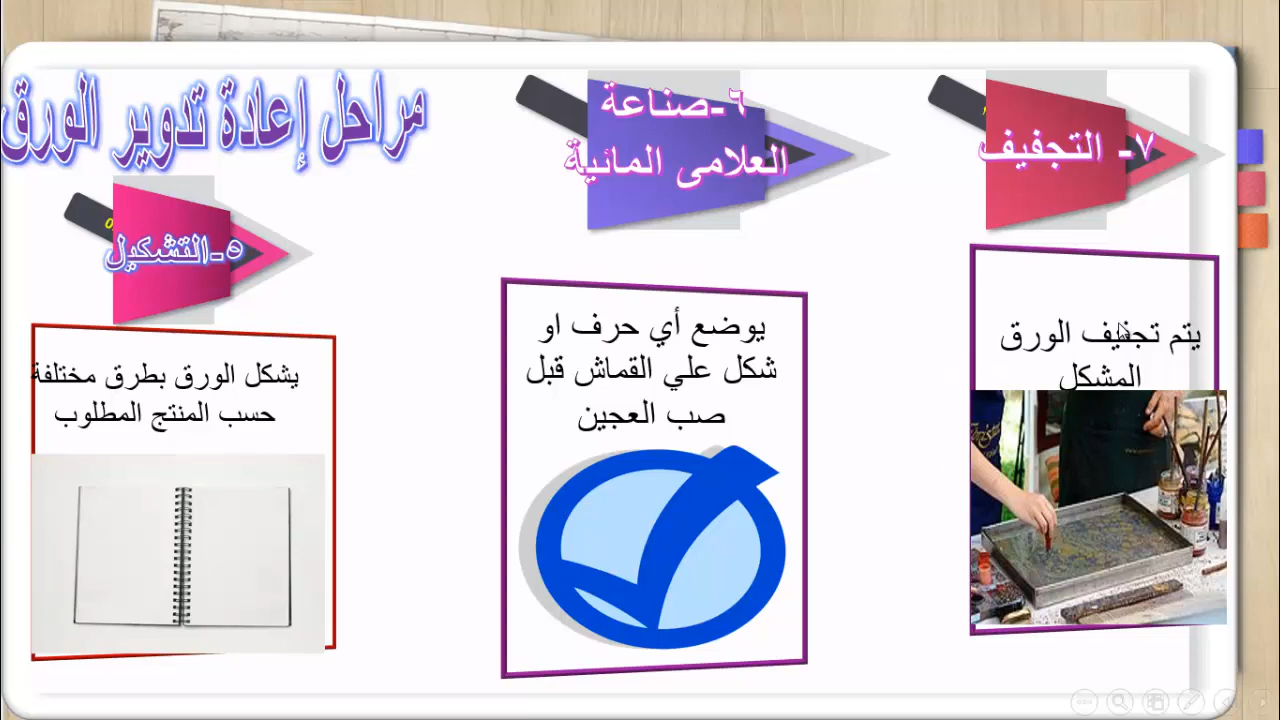 مراحل إعادة تدوير الورق
٥-التشكيل
يشكل الورق بطرق مختلفة
حسب المنتج المطلوب
٦-صناعة
العلامى المائية
يوضع أي حرف او
شكل علي القماش قبل
صب العجين
٧- التجفيف
يتم تجفيف الورق
المشكل